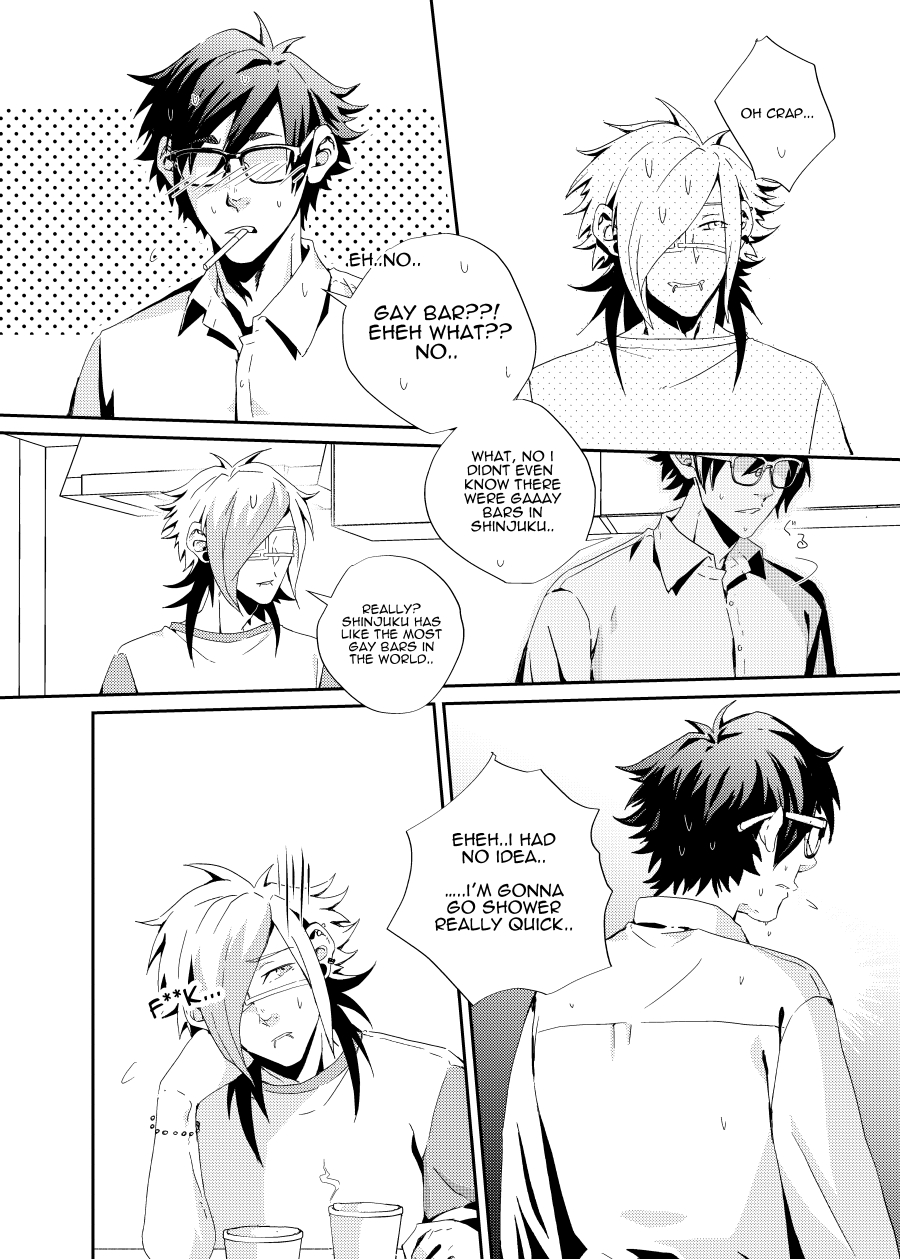 OH CRAP...
EH..NO.
GAY BAR??!
EHEH WHAT??
NO..
WHAT, NO I
DIDNT EVEN
KNOW THERE
WERE GAAAY
BARS IN
SHINJUKU..
ぐる
REALLY?
SHINJUKU HAS
LIKE THE MOST
GAY BARS IN
THE WORLD..
EHEH..I HAD
NO IDEA..
.....I'M GONNA
GO SHOWER
REALLY QUICK..
F**K...